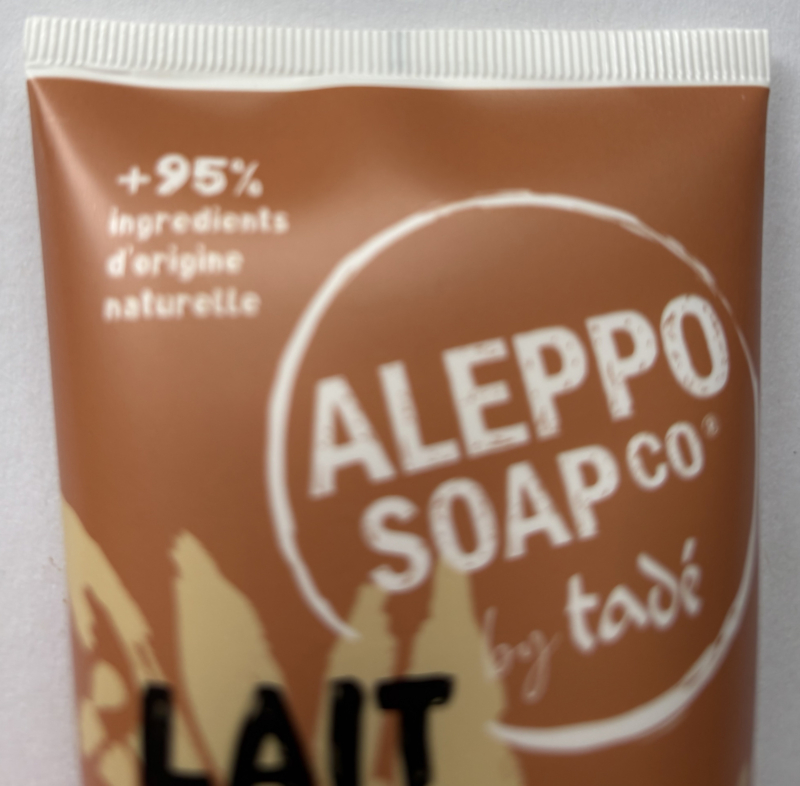 +95%
ingredients
d'origine
naturelle
ALEPPO
SOAP CO®
by tadé
LAIT